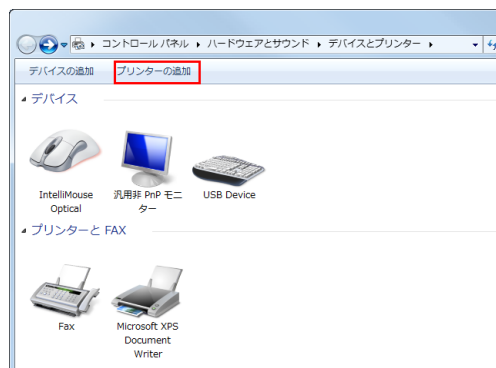 コントロール パネル ▸ ハードウェアとサウンド ▸ デバイスとプリンター ▸
デバイスの追加 プリンターの追加
デバイス
IntelliMouse Optical
汎用非 PnP モニター
USB Device
プリンターと FAX
Fax
Microsoft XPS Document Writer